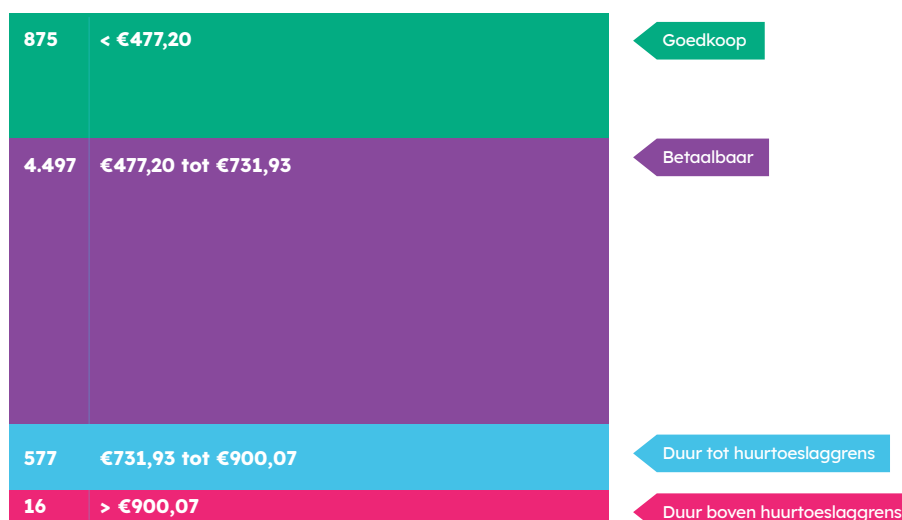 875 < €477,20 Goedkoop
4.497 €477,20 tot €731,93 Betaalbaar
577 €731,93 tot €900,07 Duur tot huurtoeslaggrens
16 > €900,07 Duur boven huurtoeslaggrens